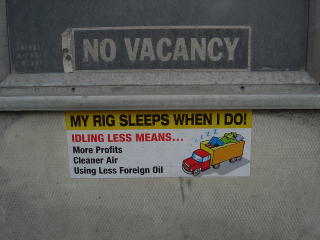 NO VACANCY
MY RIG SLEEPS WHEN I DO!
IDLING LESS MEANS...
More Profits
Cleaner Air
Using Less Foreign Oil